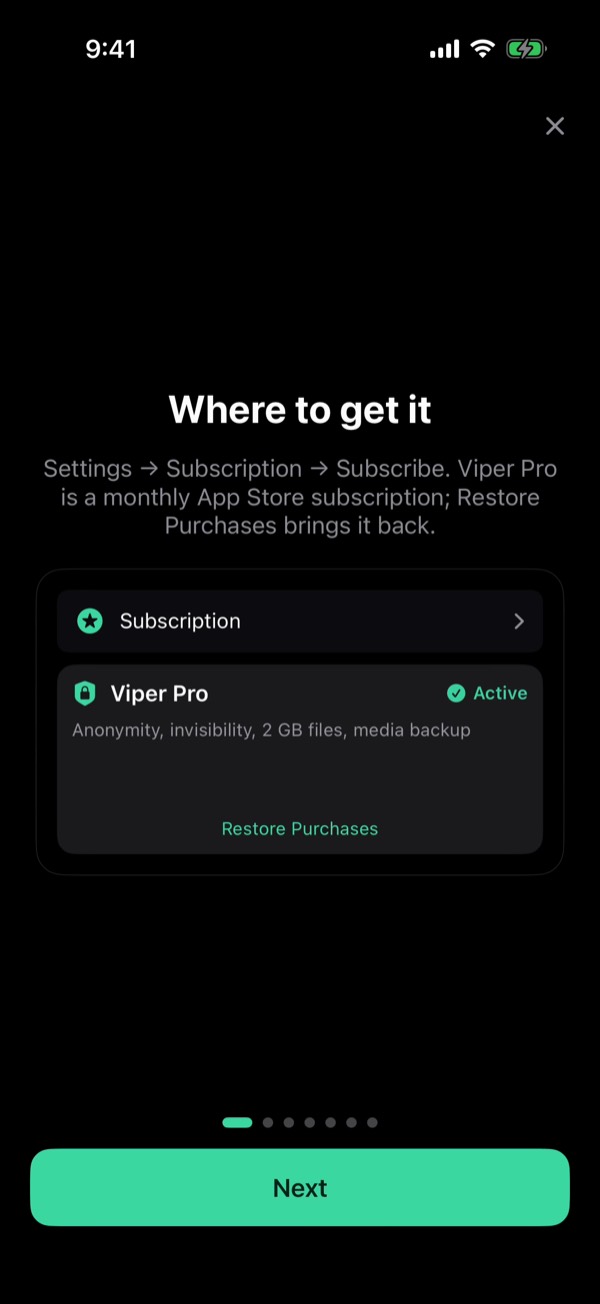 9:41
Where to get it
Settings → Subscription → Subscribe. Viper Pro
is a monthly App Store subscription; Restore
Purchases brings it back.
Subscription
Viper Pro
Active
Anonymity, invisibility, 2 GB files, media backup
Restore Purchases
Next